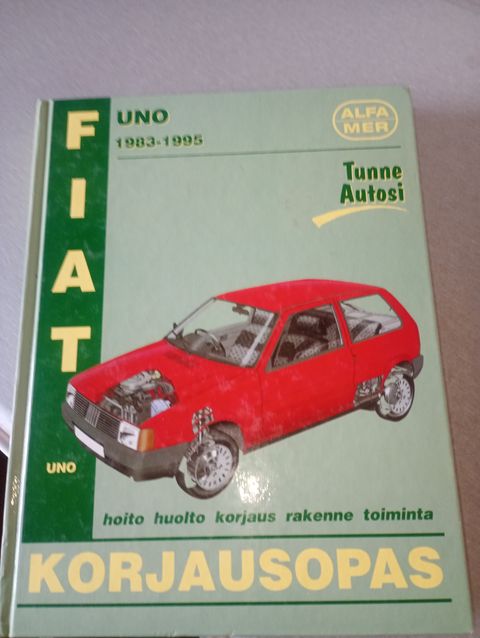 FIAT
UNO
1983-1995
ALFA
MER
Tunne
Autosi
UNO
hoito huolto korjaus rakenne toiminta
KORJAUSOPAS